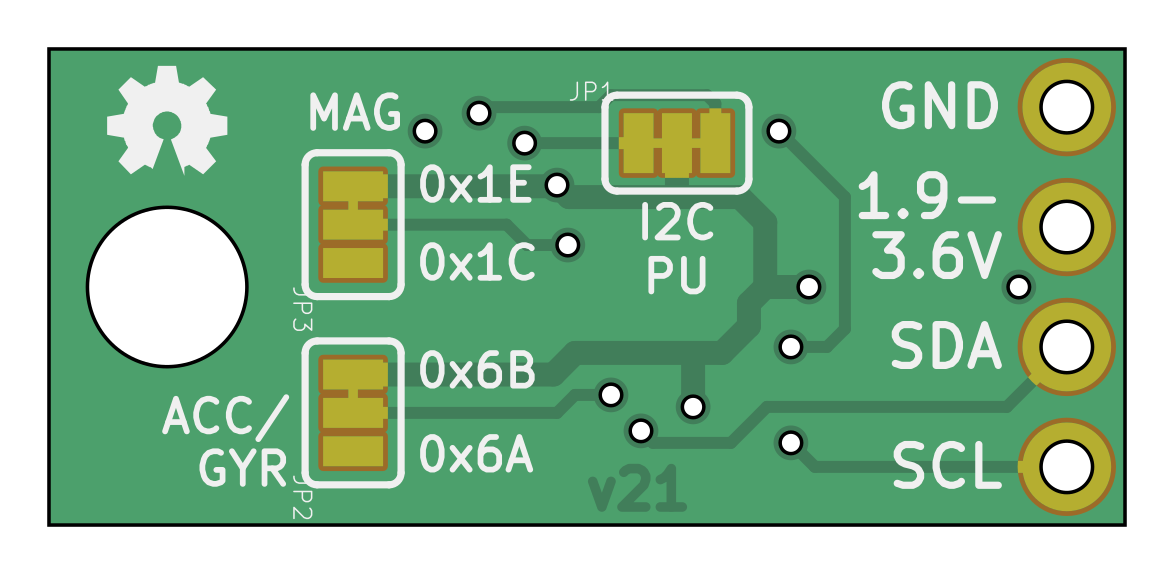 JP1
MAG
GND
0x1E
1.9-
I2C
3.6V
0x1C
PU
JP3
SDA
0x6B
ACC/
GYR
0x6A
SCL
JP2
v21